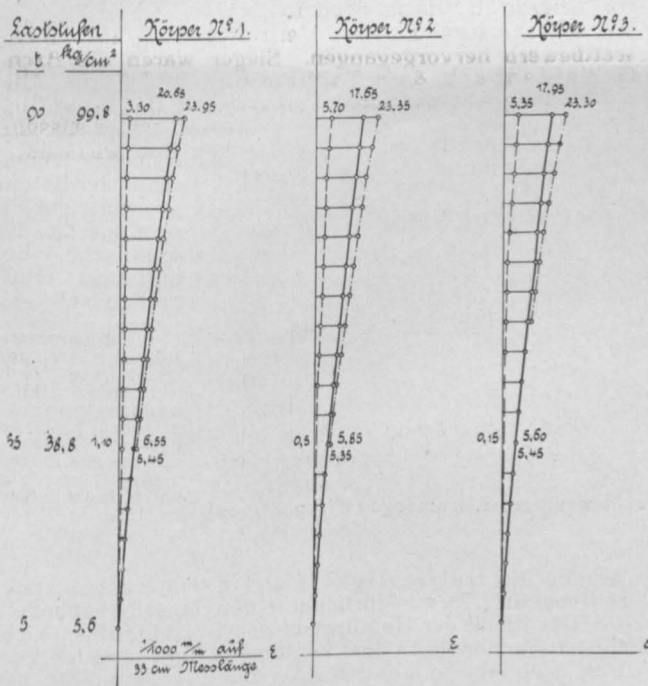 Laststufen Körper Nº 1. Körper Nº 2 Körper Nº 3.
t kg/cm²
20.65 17,65 17.95
3.30 23.95 5.70 23.35 5.35 23.30
90 99.8
35 38,8 1,10 6,55 0,5 5,85 0,15 5.60
5,45 5,35 5.45
5 5.6
1/1000 m/m auf ε ε
33 cm Messlänge